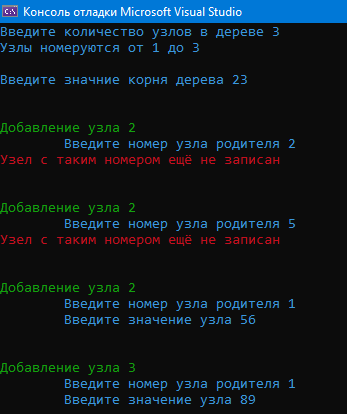 Консоль отладки Microsoft Visual Studio
Введите количество узлов в дереве 3
Узлы номеруются от 1 до 3
Введите значние корня дерева 23
Добавление узла 2
Введите номер узла родителя 2
Узел с таким номером ещё не записан
Добавление узла 2
Введите номер узла родителя 5
Узел с таким номером ещё не записан
Добавление узла 2
Введите номер узла родителя 1
Введите значение узла 56
Добавление узла 3
Введите номер узла родителя 1
Введите значение узла 89